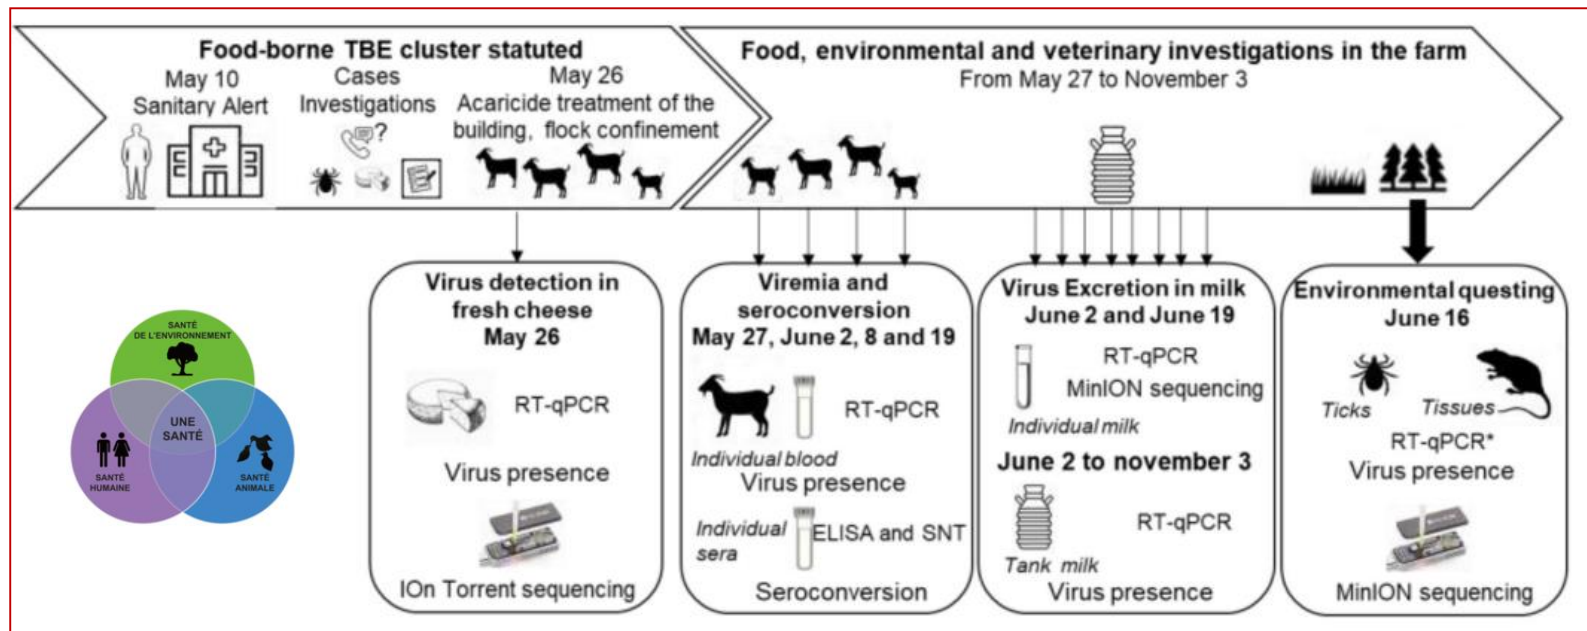 Food-borne TBE cluster statuted
May 10
Sanitary Alert
Cases
Investigations
?
May 26
Acaricide treatment of the
building, flock confinement
Food, environmental and veterinary investigations in the farm
From May 27 to November 3
Virus detection in
fresh cheese
May 26
RT-qPCR
Virus presence
IOn Torrent sequencing
Viremia and
seroconversion
May 27, June 2, 8 and 19
RT-qPCR
Individual blood
Virus presence
Individual
sera
ELISA and SNT
Seroconversion
Virus Excretion in milk
June 2 and June 19
RT-qPCR
MinION sequencing
Individual milk
June 2 to november 3
RT-qPCR
Tank milk
Virus presence
Environmental questing
June 16
Ticks
Tissues
RT-qPCR*
Virus presence
MinION sequencing
SANTÉ
DE L'ENVIRONNEMENT
UNE
SANTÉ
SANTÉ
HUMAINE
SANTÉ
ANIMALE